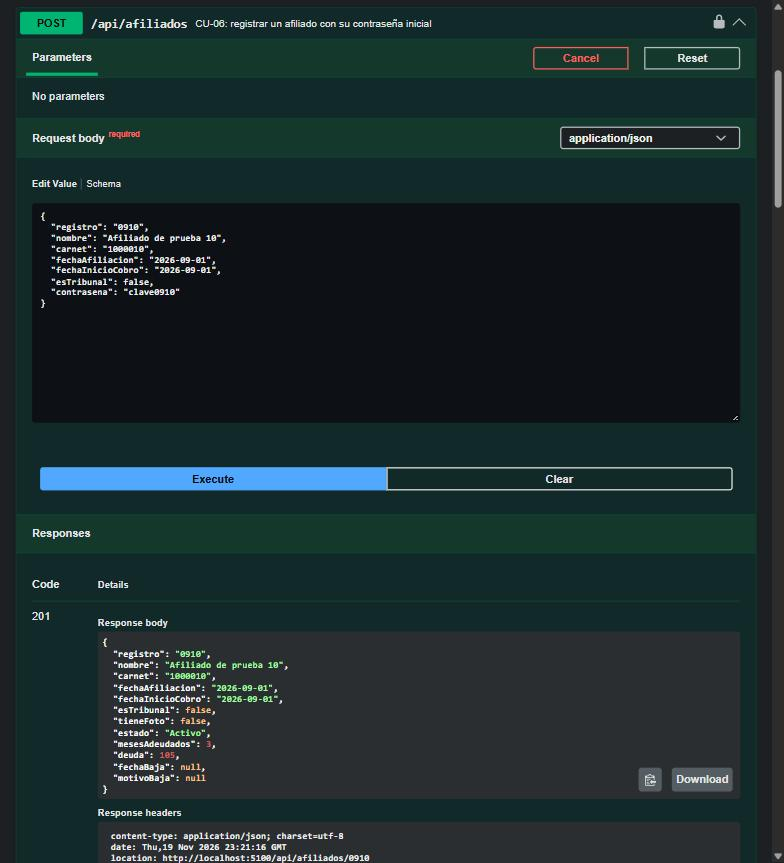 POST /api/afiliados CU-06: registrar un afiliado con su contraseña inicial
Parameters Cancel Reset
No parameters
Request body required application/json
Edit Value | Schema
{
  "registro": "0910",
  "nombre": "Afiliado de prueba 10",
  "carnet": "1000010",
  "fechaAfiliacion": "2026-09-01",
  "fechaInicioCobro": "2026-09-01",
  "esTribunal": false,
  "contrasena": "clave0910"
}
Execute Clear
Responses
Code Details
201
Response body
{
  "registro": "0910",
  "nombre": "Afiliado de prueba 10",
  "carnet": "1000010",
  "fechaAfiliacion": "2026-09-01",
  "fechaInicioCobro": "2026-09-01",
  "esTribunal": false,
  "tieneFoto": false,
  "estado": "Activo",
  "mesesAdeudados": 3,
  "deuda": 105,
  "fechaBaja": null,
  "motivoBaja": null
}
Download
Response headers
content-type: application/json; charset=utf-8
date: Thu,19 Nov 2026 23:21:16 GMT
location: http://localhost:5100/api/afiliados/0910